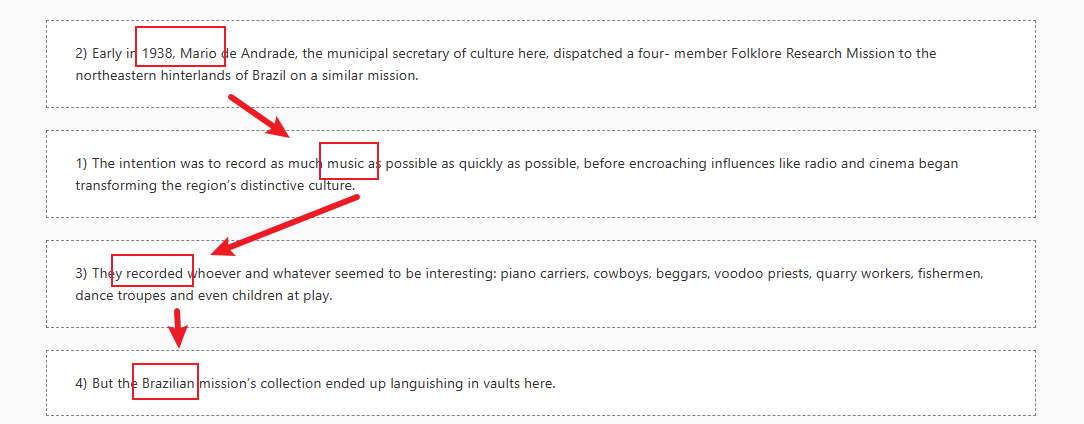 2) Early in 1938, Mario de Andrade, the municipal secretary of culture here, dispatched a four- member Folklore Research Mission to the
northeastern hinterlands of Brazil on a similar mission.
1) The intention was to record as much music as possible as quickly as possible, before encroaching influences like radio and cinema began
transforming the region's distinctive culture.
3) They recorded whoever and whatever seemed to be interesting: piano carriers, cowboys, beggars, voodoo priests, quarry workers, fishermen,
dance troupes and even children at play.
4) But the Brazilian mission's collection ended up languishing in vaults here.